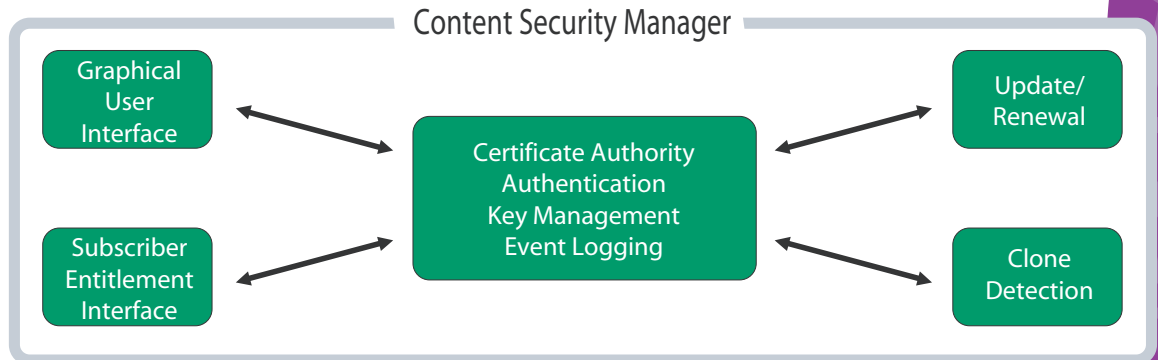 Content Security Manager
Graphical
User
Interface
Update/
Renewal
Certificate Authority
Authentication
Key Management
Event Logging
Subscriber
Entitlement
Interface
Clone
Detection